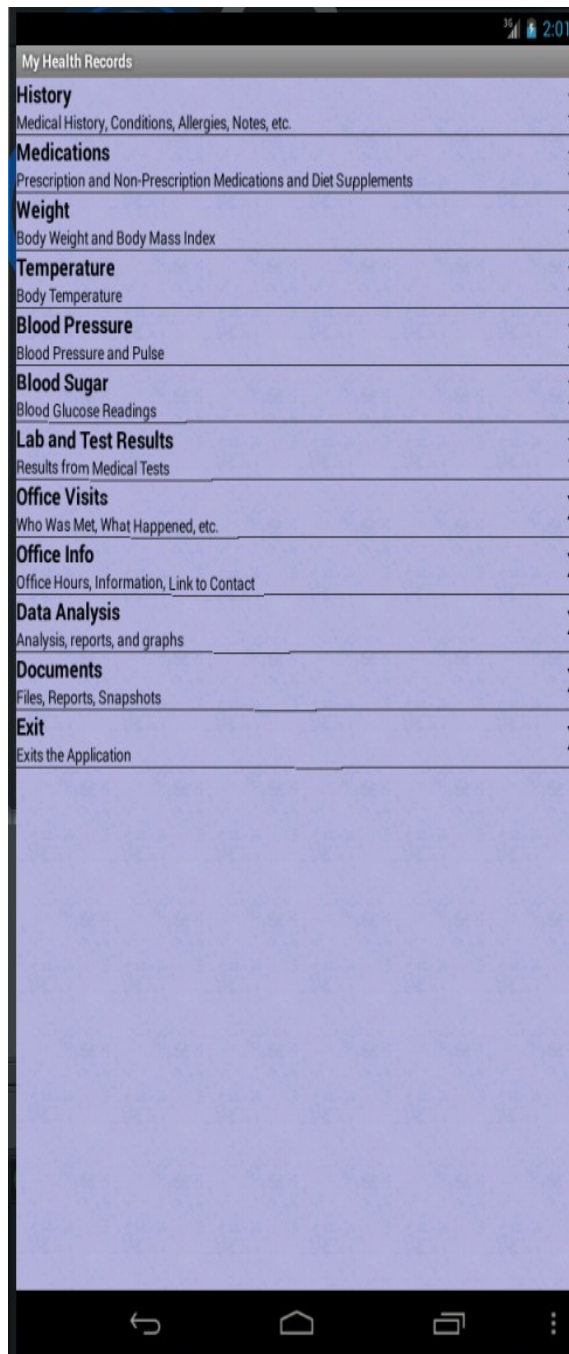 3G 2:01
My Health Records
History
Medical History, Conditions, Allergies, Notes, etc.
Medications
Prescription and Non-Prescription Medications and Diet Supplements
Weight
Body Weight and Body Mass Index
Temperature
Body Temperature
Blood Pressure
Blood Pressure and Pulse
Blood Sugar
Blood Glucose Readings
Lab and Test Results
Results from Medical Tests
Office Visits
Who Was Met, What Happened, etc.
Office Info
Office Hours, Information, Link to Contact
Data Analysis
Analysis, reports, and graphs
Documents
Files, Reports, Snapshots
Exit
Exits the Application